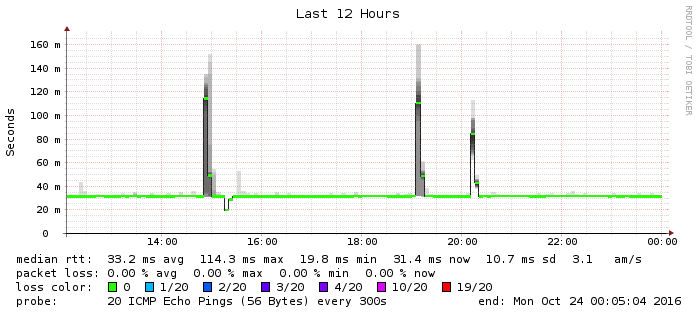 Last 12 Hours
RRDTOOL / TOBI OETIKER
Seconds
160 m
140 m
120 m
100 m
80 m
60 m
40 m
20 m
0
14:00 16:00 18:00 20:00 22:00 00:00
median rtt: 33.2 ms avg 114.3 ms max 19.8 ms min 31.4 ms now 10.7 ms sd 3.1 am/s
packet loss: 0.00 % avg 0.00 % max 0.00 % min 0.00 % now
loss color: 0 1/20 2/20 3/20 4/20 10/20 19/20
probe: 20 ICMP Echo Pings (56 Bytes) every 300s end: Mon Oct 24 00:05:04 2016